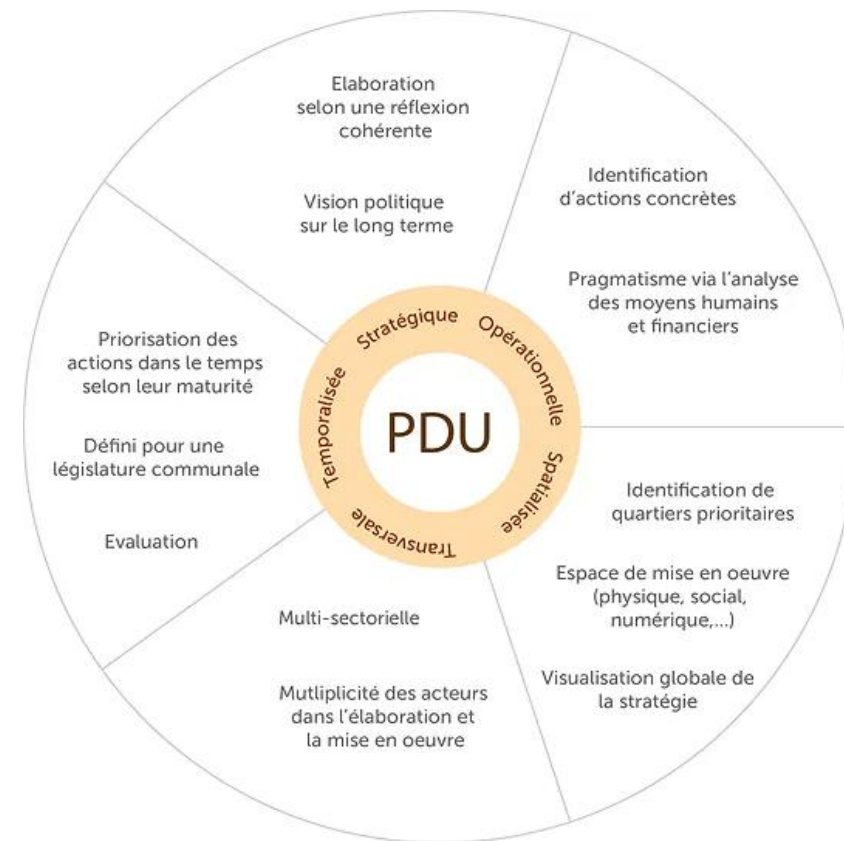 Elaboration
selon une réflexion
cohérente
Vision politique
sur le long terme
Identification
d'actions concrètes
Pragmatisme via l'analyse
des moyens humains
et financiers
Priorisation des
actions dans le temps
selon leur maturité
Défini pour une
législature communale
Evaluation
Stratégique
Opérationnelle
Spatialisée
Transversale
Temporalisée
PDU
Identification de
quartiers prioritaires
Espace de mise en oeuvre
(physique, social,
numérique,...)
Visualisation globale de
la stratégie
Multi-sectorielle
Mutliplicité des acteurs
dans l'élaboration et
la mise en oeuvre